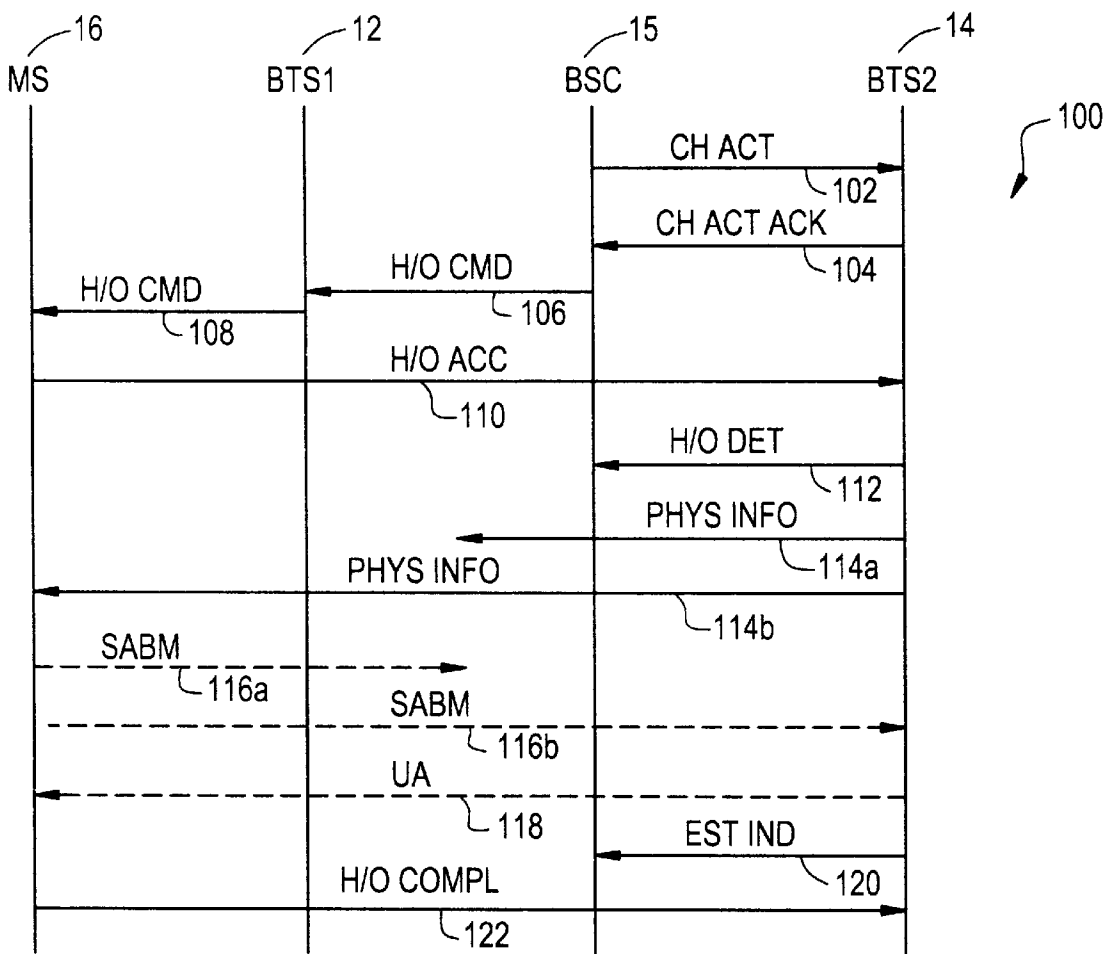 16 12 15 14
MS BTS1 BSC BTS2
100
CH ACT
102
CH ACT ACK
104
H/O CMD
106
H/O CMD
108
H/O ACC
110
H/O DET
112
PHYS INFO
114a
PHYS INFO
114b
SABM
116a
SABM
116b
UA
118
EST IND
120
H/O COMPL
122